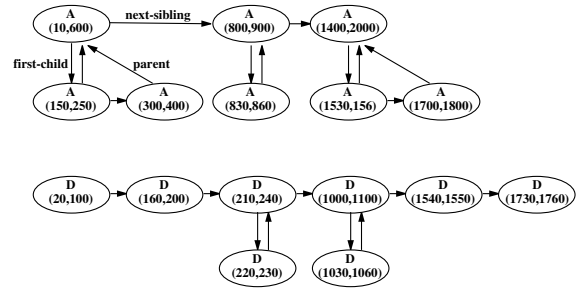 A
(10,600)
next-sibling
A
(800,900)
A
(1400,2000)
first-child
parent
A
(150,250)
A
(300,400)
A
(830,860)
A
(1530,156)
A
(1700,1800)
D
(20,100)
D
(160,200)
D
(210,240)
D
(1000,1100)
D
(1540,1550)
D
(1730,1760)
D
(220,230)
D
(1030,1060)